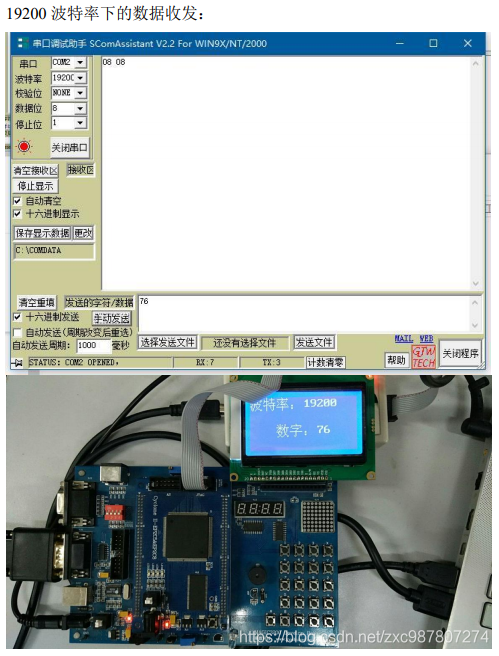 19200 波特率下的数据收发：
串口调试助手 SComAssistant V2.2 For WIN9X/NT/2000
串口 COM2
08 08
波特率 1920C
校验位 NONE
数据位 8
停止位 1
关闭串口
清空接收区 接收区
停止显示
自动清空
十六进制显示
保存显示数据 更改
C:\COMDATA
清空重填 发送的字符/数据 76
十六进制发送 手动发送
自动发送(周期改变后重选)
自动发送周期: 1000 毫秒 选择发送文件 还没有选择文件 发送文件
MAIL WEB
帮助 GJW TECH 关闭程序
STATUS: COM2 OPENED, RX:7 TX:3 计数清零
波特率: 19200
数字: 76
8.8.8.8.
https://blog.csdn.net/zxc987807274